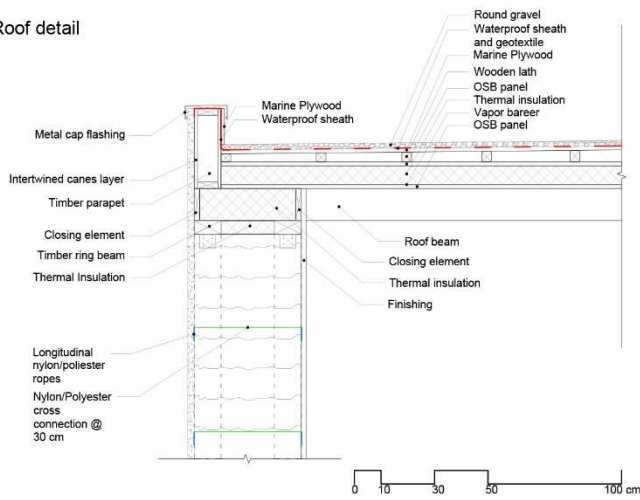 Roof detail
Round gravel
Waterproof sheath
and geotextile
Marine Plywood
Wooden lath
OSB panel
Thermal insulation
Vapor bareer
OSB panel
Marine Plywood
Waterproof sheath
Metal cap flashing
Intertwined canes layer
Timber parapet
Closing element
Timber ring beam
Thermal Insulation
Roof beam
Closing element
Thermal insulation
Finishing
Longitudinal
nylon/poliester
ropes
Nylon/Polyester
cross
connection @
30 cm
0 10 30 50 100 cm